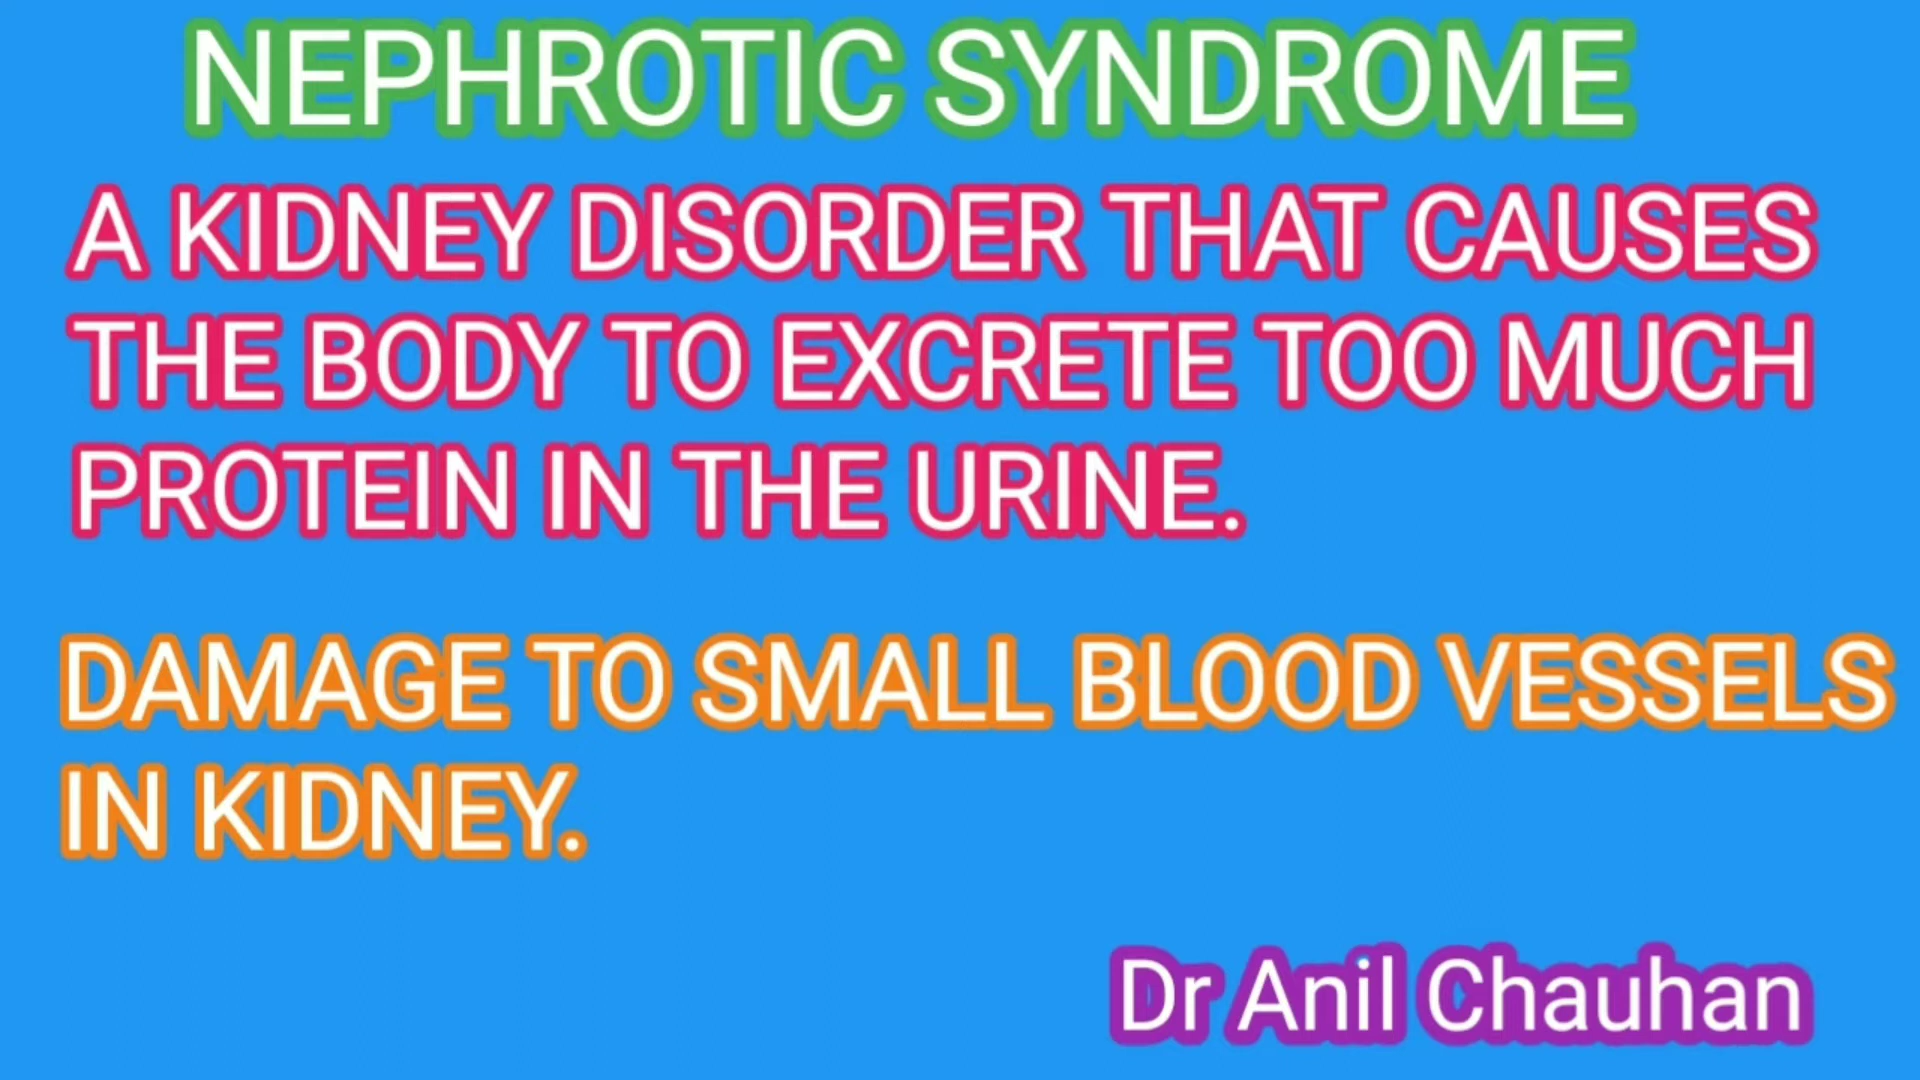 NEPHROTIC SYNDROME
A KIDNEY DISORDER THAT CAUSES
THE BODY TO EXCRETE TOO MUCH
PROTEIN IN THE URINE.
DAMAGE TO SMALL BLOOD VESSELS
IN KIDNEY.
Dr Anil Chauhan